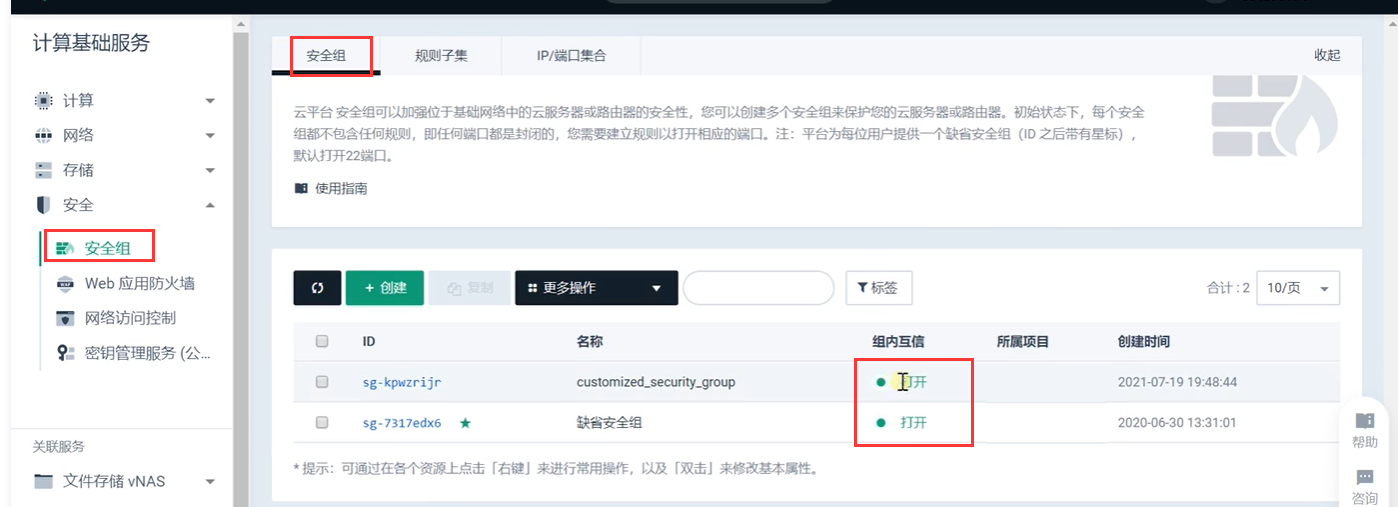 计算基础服务
计算
网络
存储
安全
安全组
Web 应用防火墙
网络访问控制
密钥管理服务 (公...
关联服务
文件存储 vNAS
安全组 规则子集 IP/端口集合 收起
云平台 安全组可以加强位于基础网络中的云服务器或路由器的安全性，您可以创建多个安全组来保护您的云服务器或路由器。初始状态下，每个安全
组都不包含任何规则，即任何端口都是封闭的，您需要建立规则以打开相应的端口。注：平台为每位用户提供一个缺省安全组（ID 之后带有星标），
默认打开22端口。
使用指南
+ 创建 复制 更多操作 标签 合计 : 2 10/页
ID 名称 组内互信 所属项目 创建时间
sg-kpwzrijr customized_security_group 打开 2021-07-19 19:48:44
sg-7317edx6 缺省安全组 打开 2020-06-30 13:31:01
* 提示：可通过在各个资源上点击「右键」来进行常用操作，以及「双击」来修改基本属性。
帮助
咨询